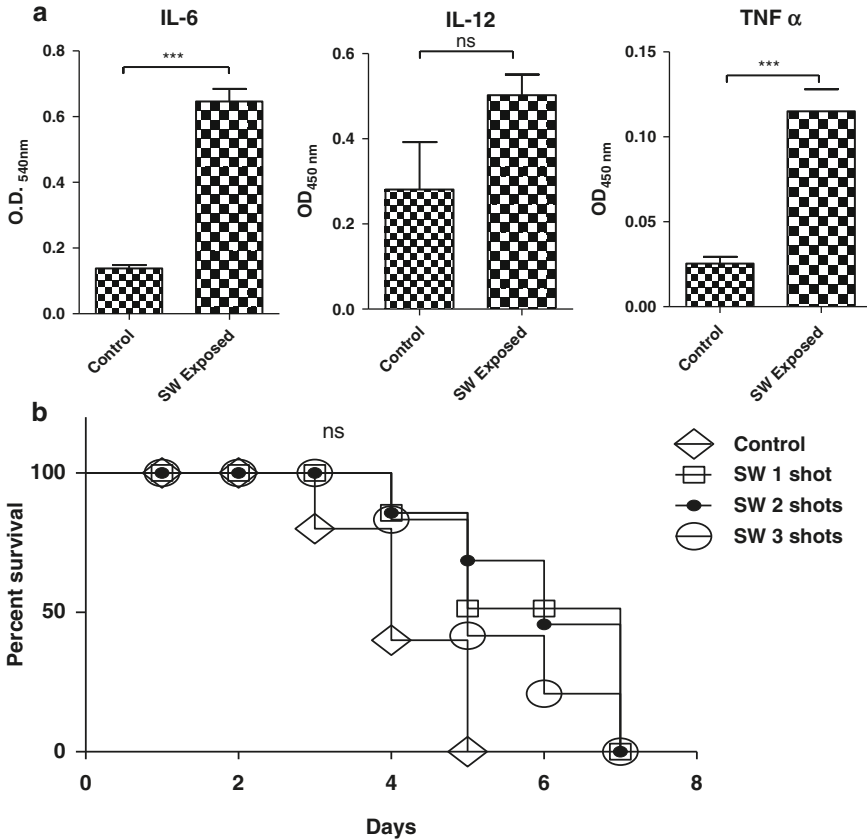 a
IL-6
IL-12
TNF α
0.8
0.6
0.4
0.2
0.0
O.D. 540nm
***
Control
SW Exposed
0.6
0.4
0.2
0.0
OD450 nm
ns
Control
SW Exposed
0.15
0.10
0.05
0.00
OD450 nm
***
Control
SW Exposed
b
ns
100
50
0
Percent survival
0 2 4 6 8
Days
Control
SW 1 shot
SW 2 shots
SW 3 shots